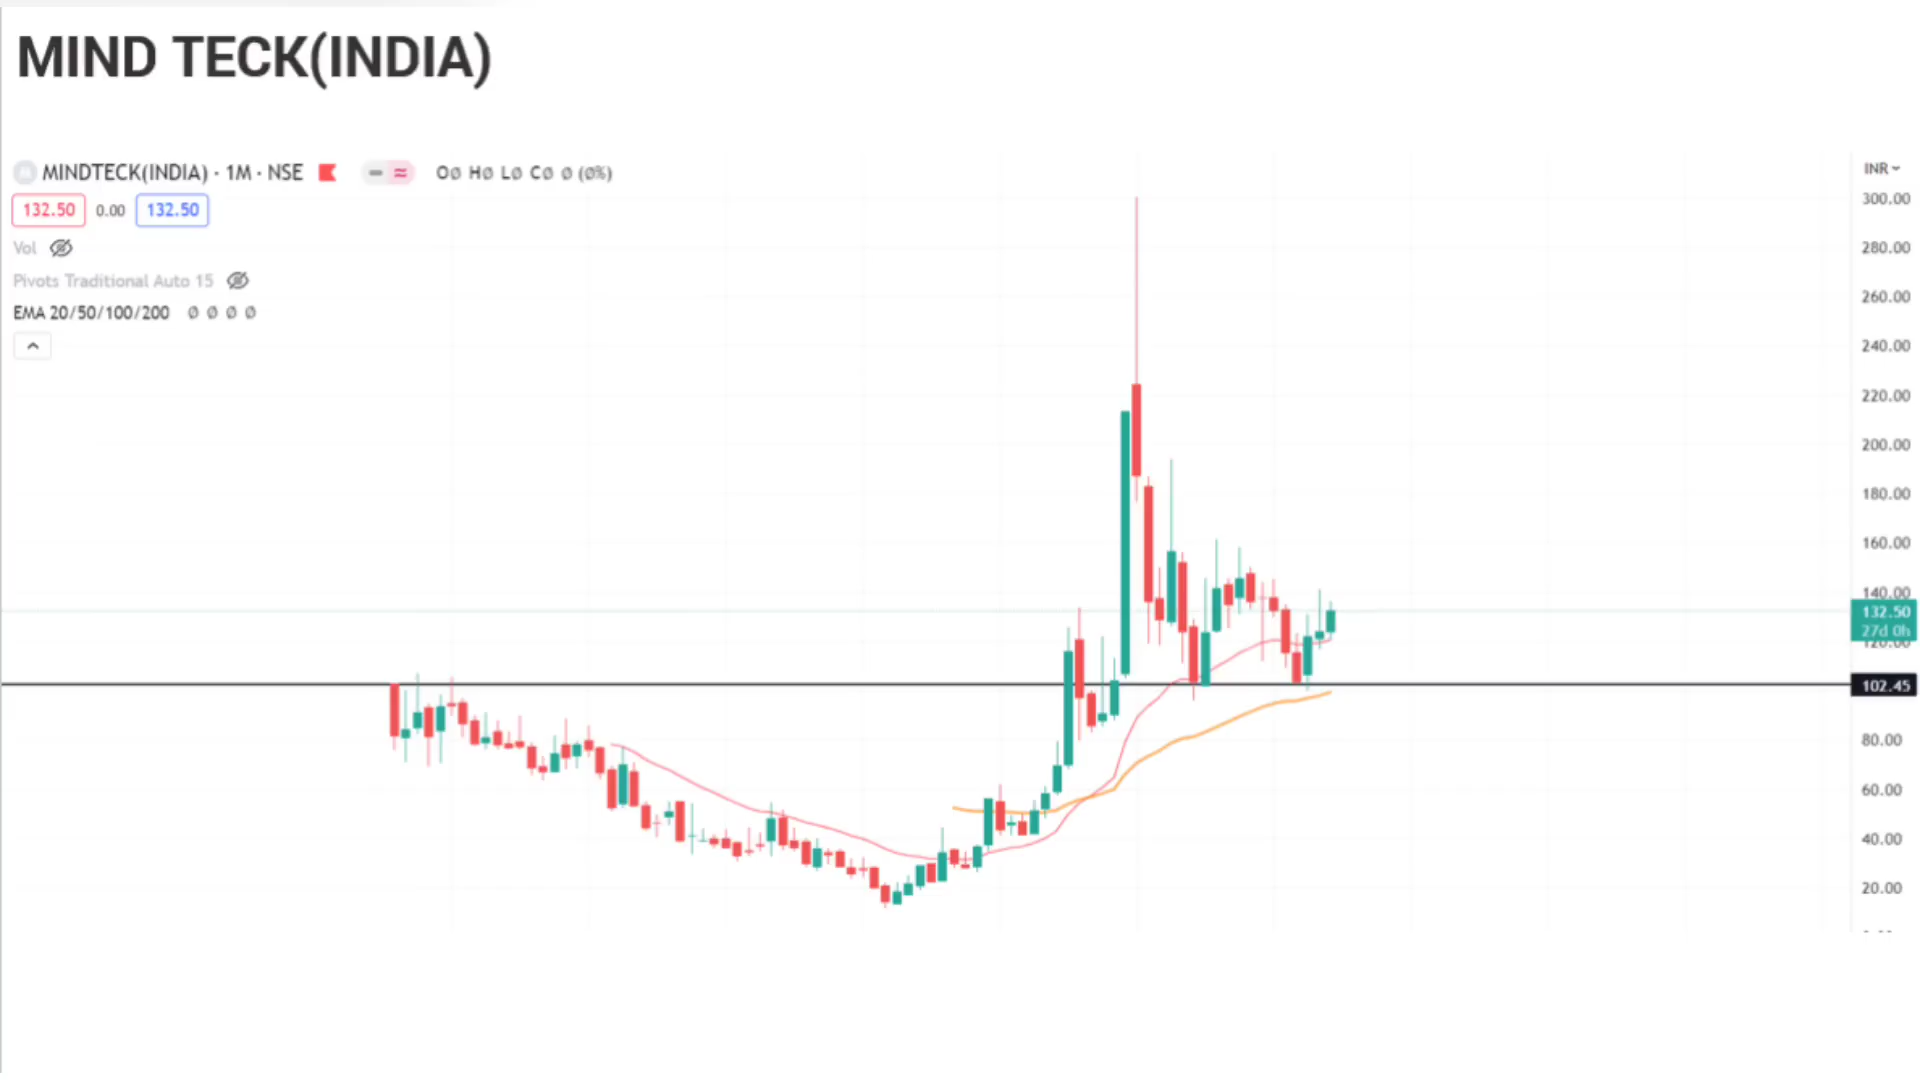 MIND TECK(INDIA)
MINDTECK(INDIA) · 1M · NSE
OØ HØ LØ CØ Ø (Ø%)
INR
132.50 0.00 132.50
Vol
Pivots Traditional Auto 15
EMA 20/50/100/200 Ø Ø Ø Ø
300.00
280.00
260.00
240.00
220.00
200.00
180.00
160.00
140.00
132.50
27d 0h
120.00
102.45
80.00
60.00
40.00
20.00